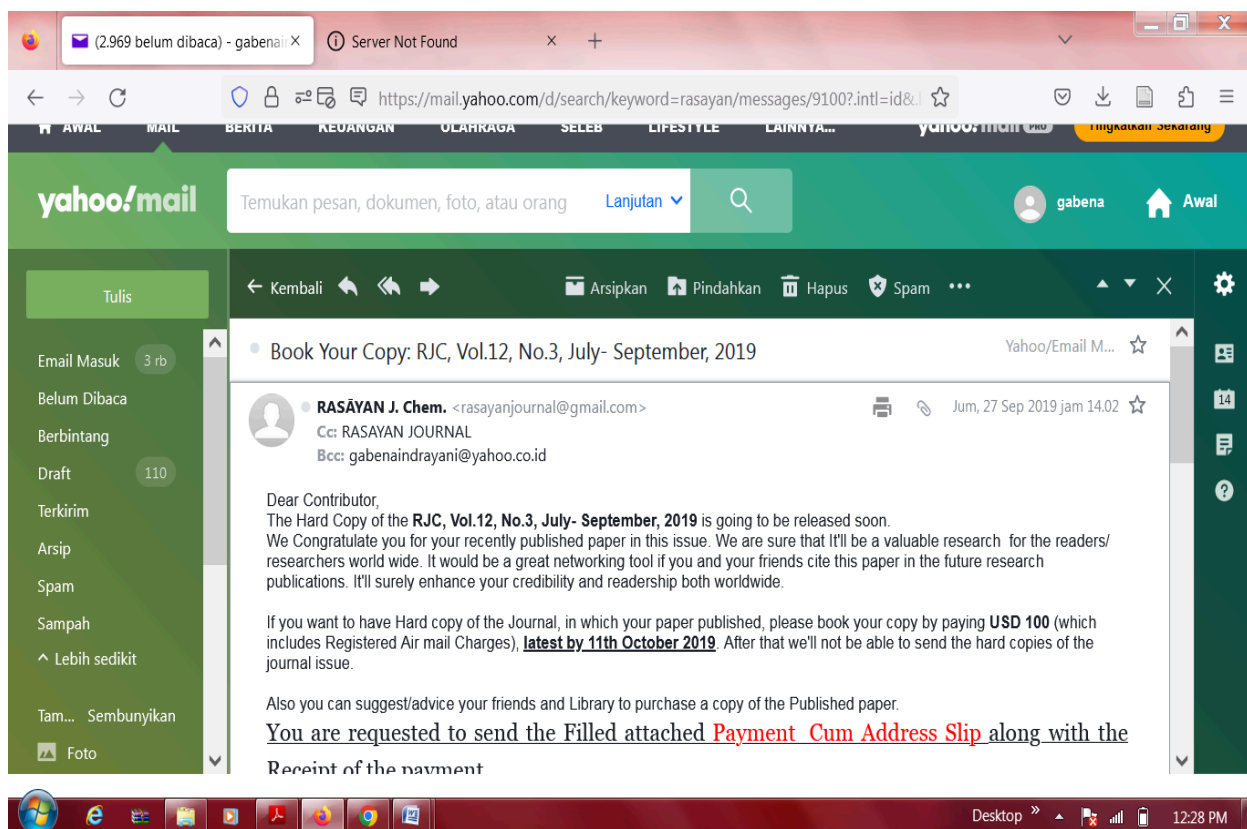 (2.969 belum dibaca) - gabenai
Server Not Found
https://mail.yahoo.com/d/search/keyword=rasayan/messages/9100?.intl=id&
AWAL MAIL BERITA KEUANGAN OLAHRAGA SELEB LIFESTYLE LAINNYA... yahoo!mail PRO Tingkatkan Sekarang
yahoo!mail
Temukan pesan, dokumen, foto, atau orang Lanjutan
gabena Awal
Tulis
Kembali Arsipkan Pindahkan Hapus Spam
Email Masuk 3 rb
Belum Dibaca
Berbintang
Draft 110
Terkirim
Arsip
Spam
Sampah
Lebih sedikit
Tam... Sembunyikan
Foto
Book Your Copy: RJC, Vol.12, No.3, July- September, 2019 Yahoo/Email M...
RASĀYAN J. Chem. <rasayanjournal@gmail.com> Jum, 27 Sep 2019 jam 14.02
Cc: RASAYAN JOURNAL
Bcc: gabenaindrayani@yahoo.co.id
Dear Contributor,
The Hard Copy of the RJC, Vol.12, No.3, July- September, 2019 is going to be released soon.
We Congratulate you for your recently published paper in this issue. We are sure that It'll be a valuable research for the readers/
researchers world wide. It would be a great networking tool if you and your friends cite this paper in the future research
publications. It'll surely enhance your credibility and readership both worldwide.
If you want to have Hard copy of the Journal, in which your paper published, please book your copy by paying USD 100 (which
includes Registered Air mail Charges), latest by 11th October 2019. After that we'll not be able to send the hard copies of the
journal issue.
Also you can suggest/advice your friends and Library to purchase a copy of the Published paper.
You are requested to send the Filled attached Payment Cum Address Slip along with the
Receipt of the payment
14
Desktop 12:28 PM